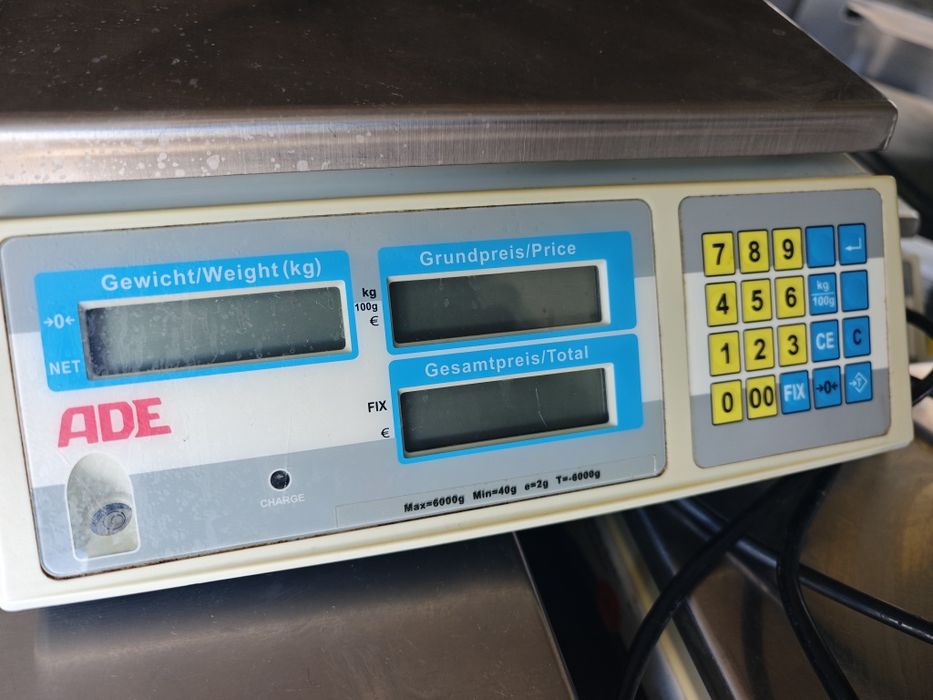 Gewicht/Weight (kg)
→0←
NET
kg
100g
€
Grundpreis/Price
Gesamtpreis/Total
FIX
€
ADE
CHARGE
Max=6000g Min=40g e=2g T=-6000g
7 8 9
4 5 6 kg/100g
1 2 3 CE C
0 00 FIX →0← →T←